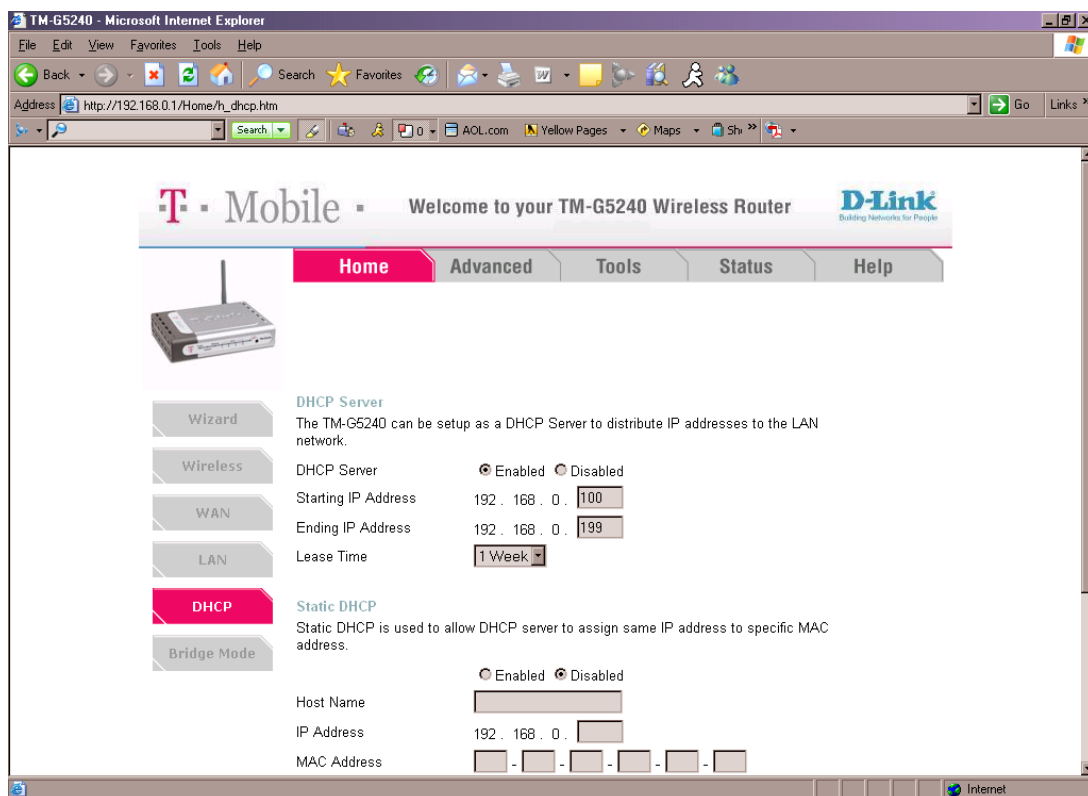 TM-G5240 - Microsoft Internet Explorer
File Edit View Favorites Tools Help
Back Search Favorites
Address http://192.168.0.1/Home/h_dhcp.htm Go Links »
Search 0 AOL.com Yellow Pages Maps Sh »
T · Mobile · Welcome to your TM-G5240 Wireless Router D-Link
Building Networks for People
Home Advanced Tools Status Help
Wizard
Wireless
WAN
LAN
DHCP
Bridge Mode
DHCP Server
The TM-G5240 can be setup as a DHCP Server to distribute IP addresses to the LAN
network.
DHCP Server Enabled Disabled
Starting IP Address 192 . 168 . 0 . 100
Ending IP Address 192 . 168 . 0 . 199
Lease Time 1 Week
Static DHCP
Static DHCP is used to allow DHCP server to assign same IP address to specific MAC
address.
Enabled Disabled
Host Name
IP Address 192 . 168 . 0 .
MAC Address - - - - -
Internet